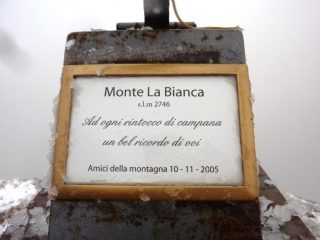 Monte La Bianca
s.l.m 2746
Ad ogni rintocco di campana
un bel ricordo di voi
Amici della montagna 10 - 11 - 2005